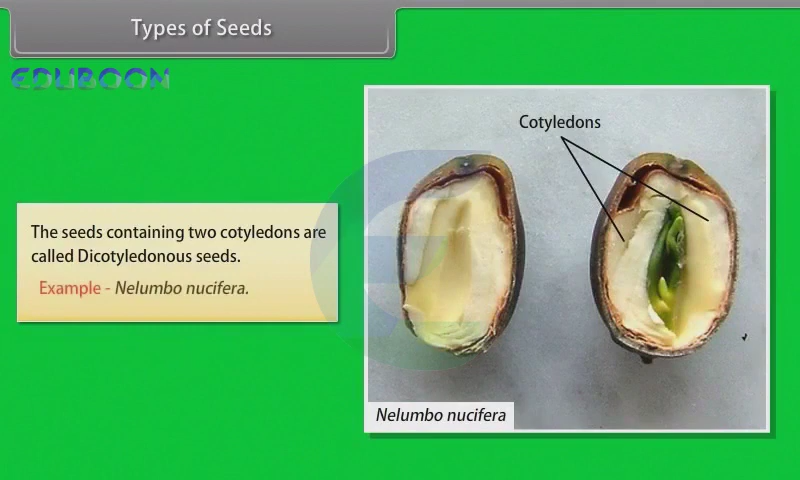 Types of Seeds
EDUBOON
Cotyledons
The seeds containing two cotyledons are
called Dicotyledonous seeds.
Example - Nelumbo nucifera.
Nelumbo nucifera